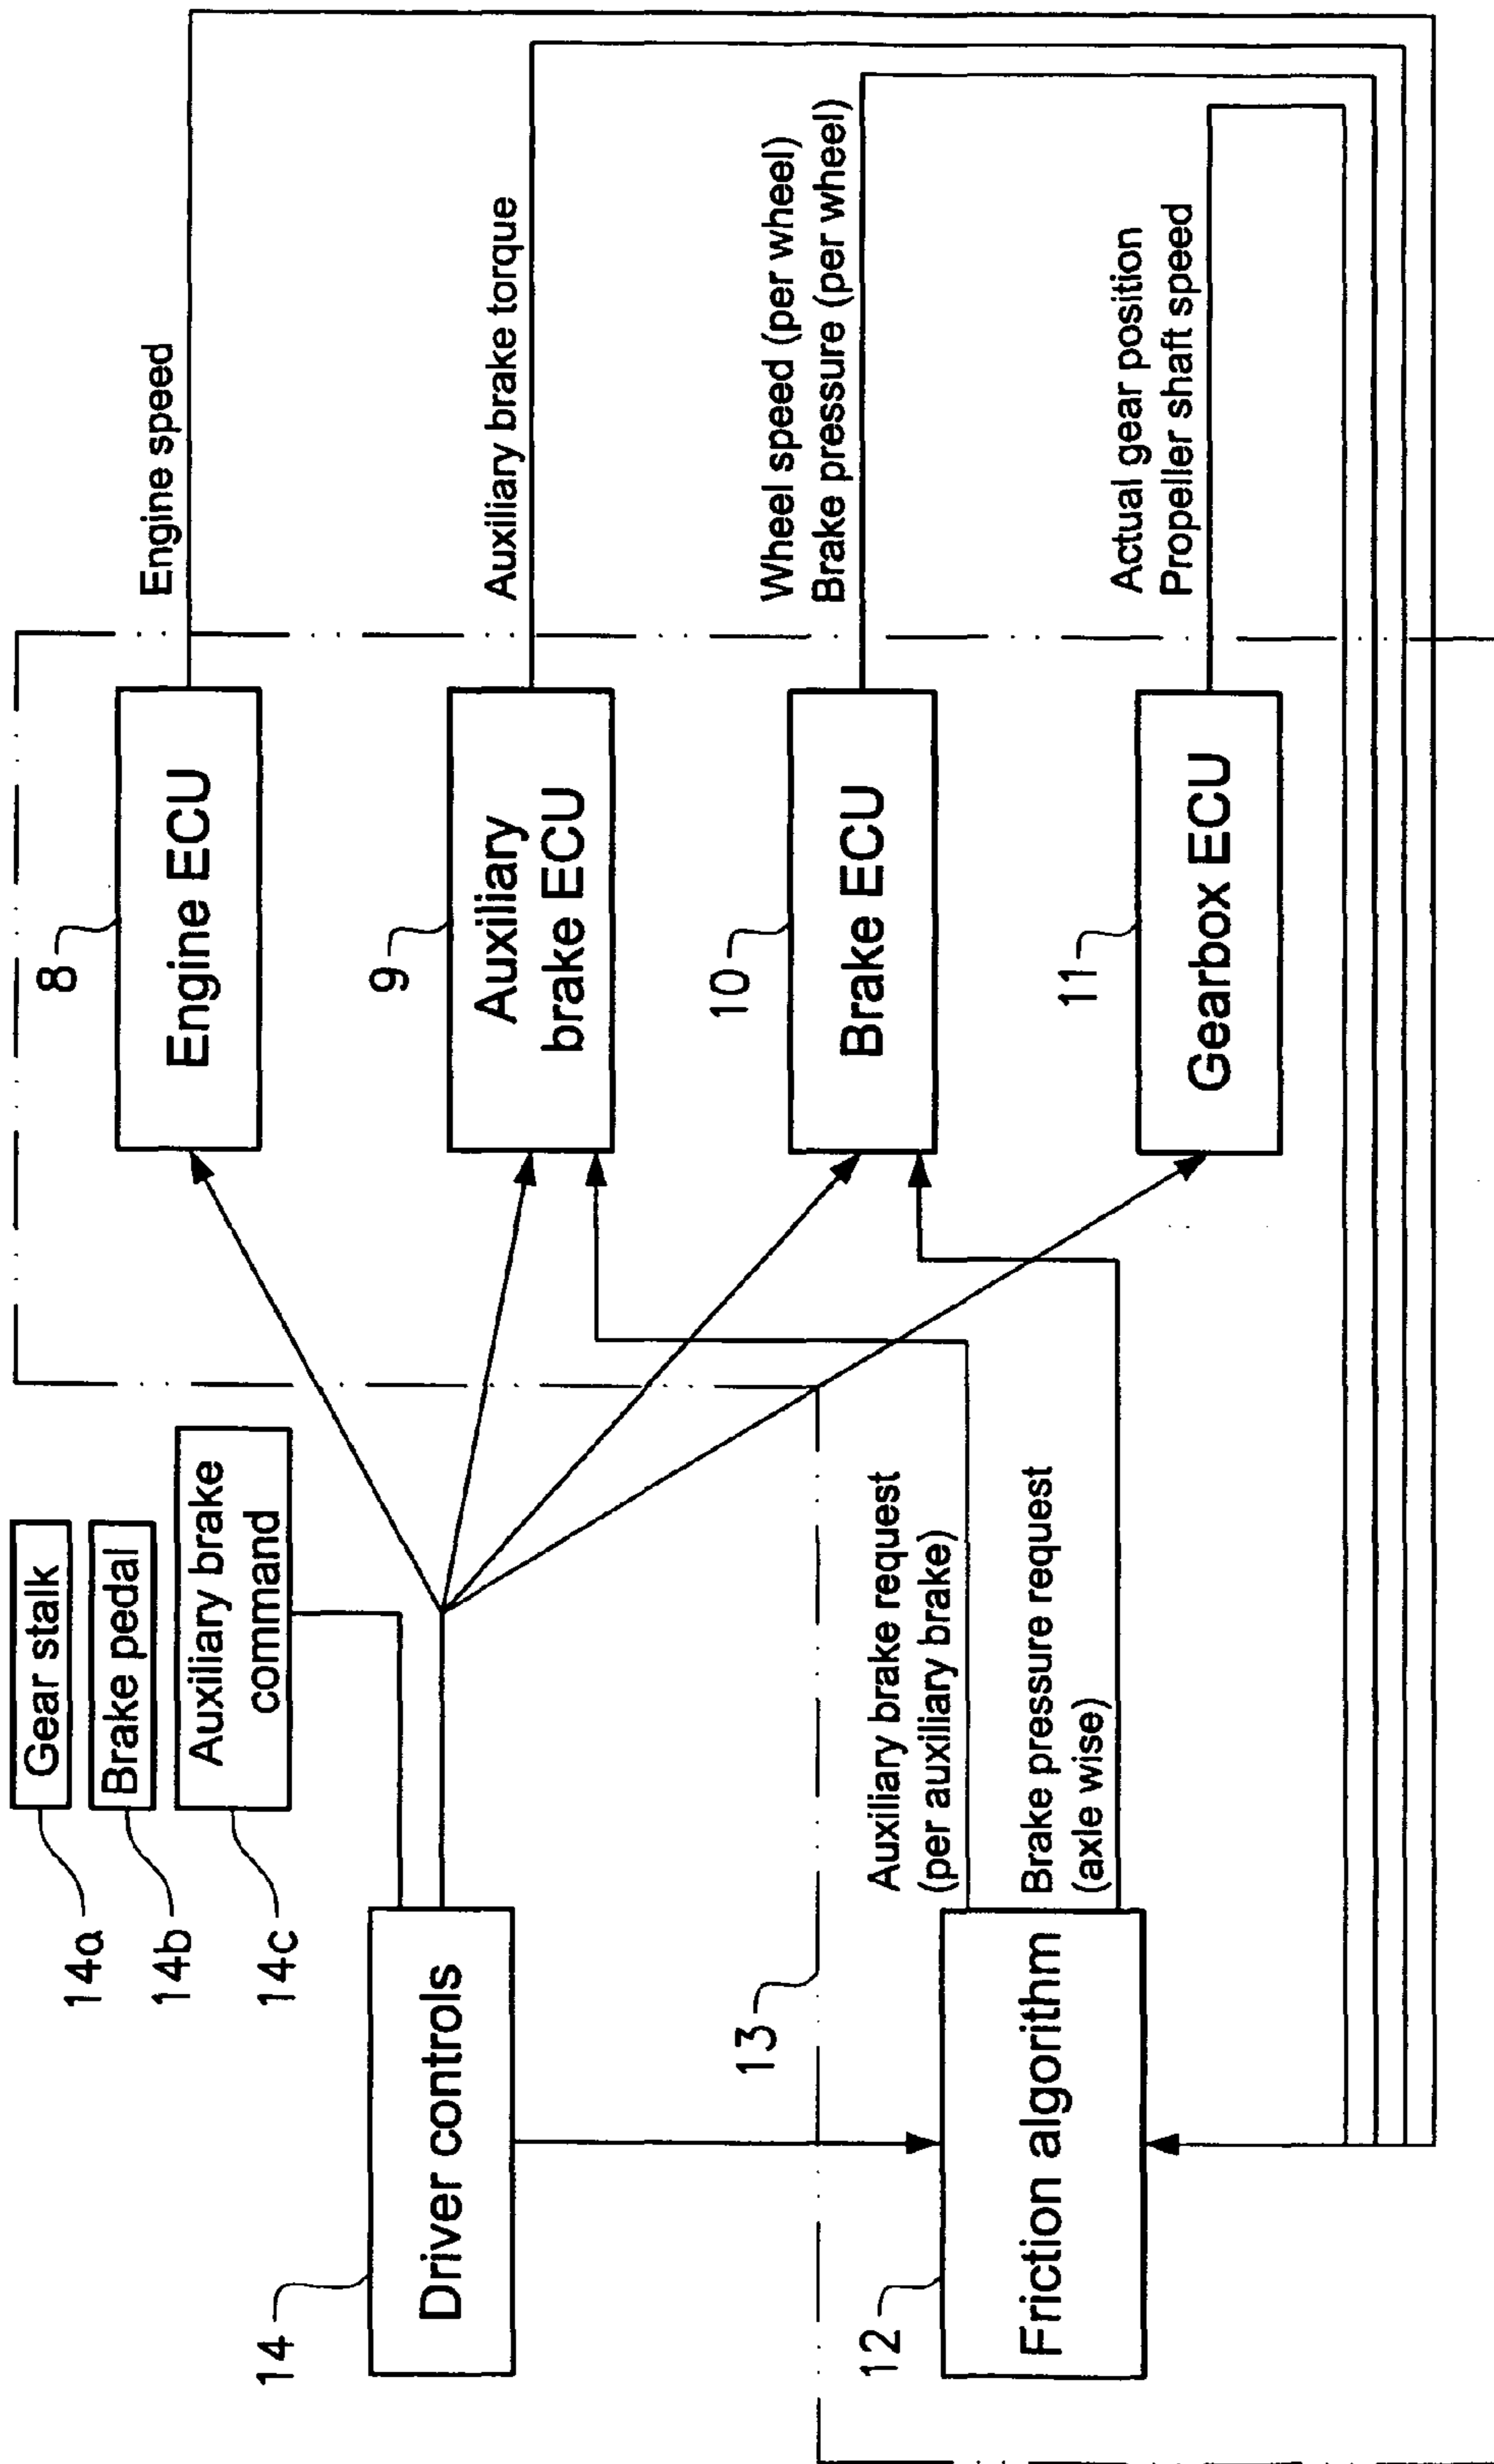 14a
Gear stalk
14b
Brake pedal
14c
Auxiliary brake
command
14
Driver controls
13
12
Friction algorithm
Auxiliary brake request
(per auxiliary brake)
Brake pressure request
(axle wise)
8
Engine ECU
Engine speed
9
Auxiliary
brake ECU
Auxiliary brake torque
10
Brake ECU
Wheel speed (per wheel)
Brake pressure (per wheel)
11
Gearbox ECU
Actual gear position
Propeller shaft speed